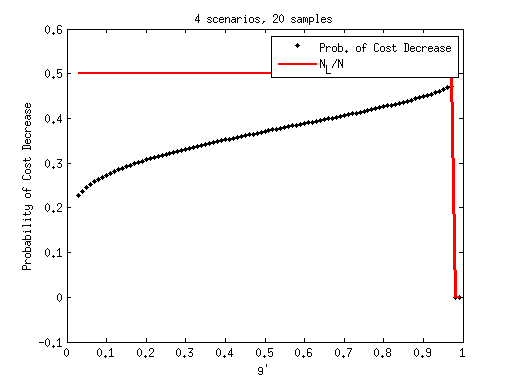 4 scenarios, 20 samples
Prob. of Cost Decrease
N_L/N
Probability of Cost Decrease
0.6
0.5
0.4
0.3
0.2
0.1
0
-0.1
0 0.1 0.2 0.3 0.4 0.5 0.6 0.7 0.8 0.9 1
g'